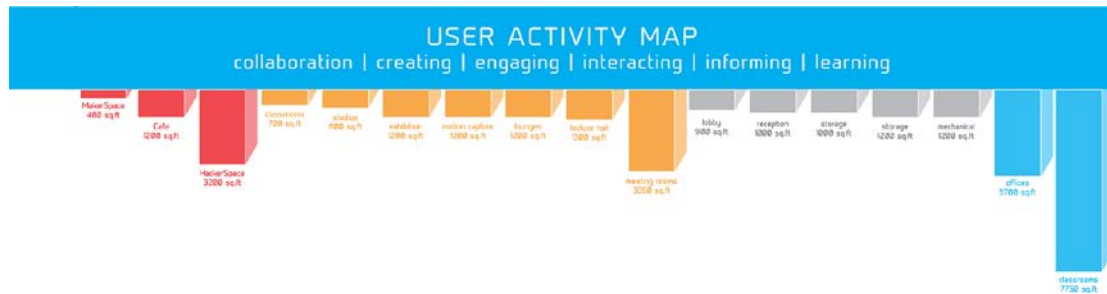 USER ACTIVITY MAP
collaboration | creating | engaging | interacting | informing | learning
MakerSpace
400 sq.ft
Cafe
1200 sq.ft
HackerSpace
3200 sq.ft
classrooms
700 sq.ft
studios
sq.ft
exhibition
1200 sq.ft
motion capture
1200 sq.ft
lounges
1200 sq.ft
lecture hall
1300 sq.ft
meeting rooms
3350 sq.ft
lobby
900 sq.ft
reception
1000 sq.ft
storage
1000 sq.ft
storage
1200 sq.ft
mechanical
1200 sq.ft
offices
3700 sq.ft
classrooms
7750 sq.ft